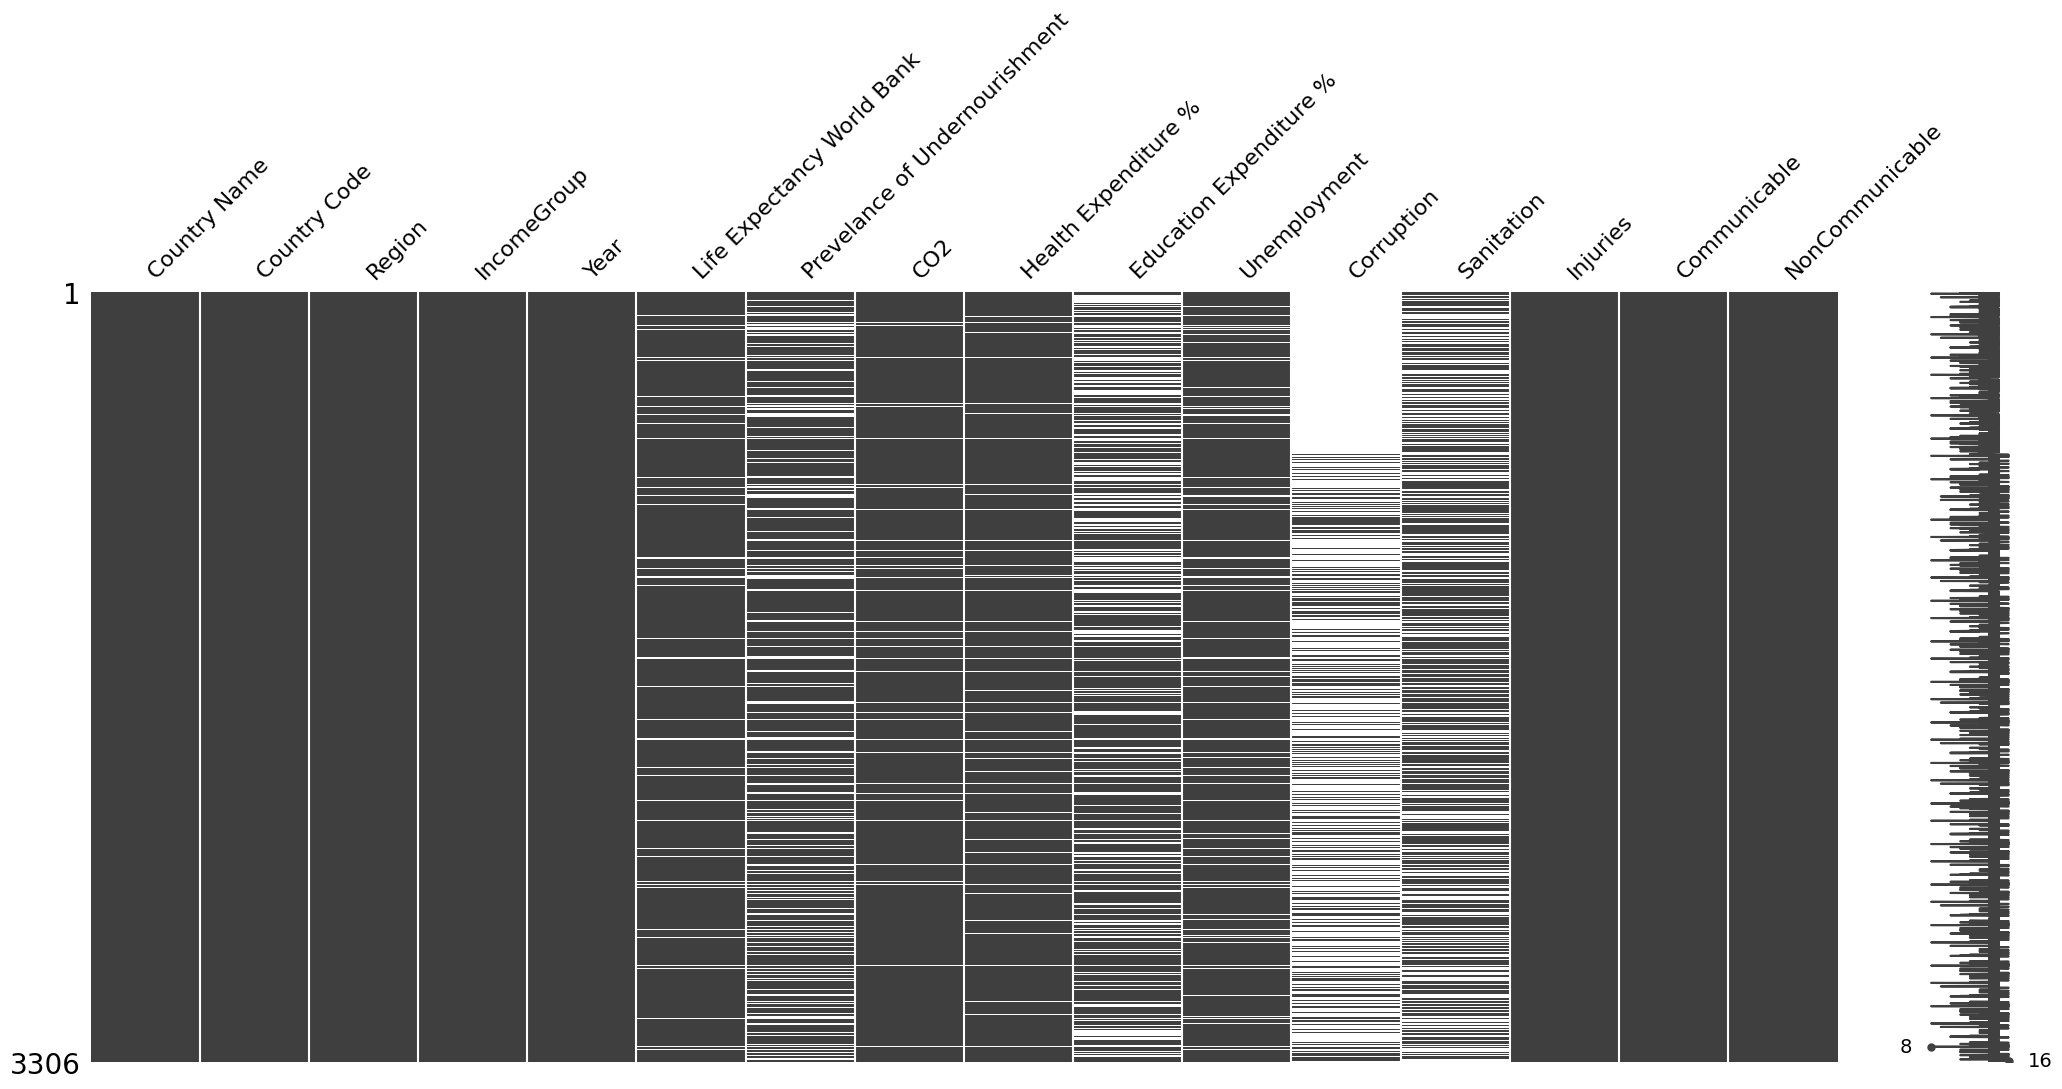 Country Name
Country Code
Region
IncomeGroup
Year
Life Expectancy World Bank
Prevelance of Undernourishment
CO2
Health Expenditure %
Education Expenditure %
Unemployment
Corruption
Sanitation
Injuries
Communicable
NonCommunicable
1
3306
8
16